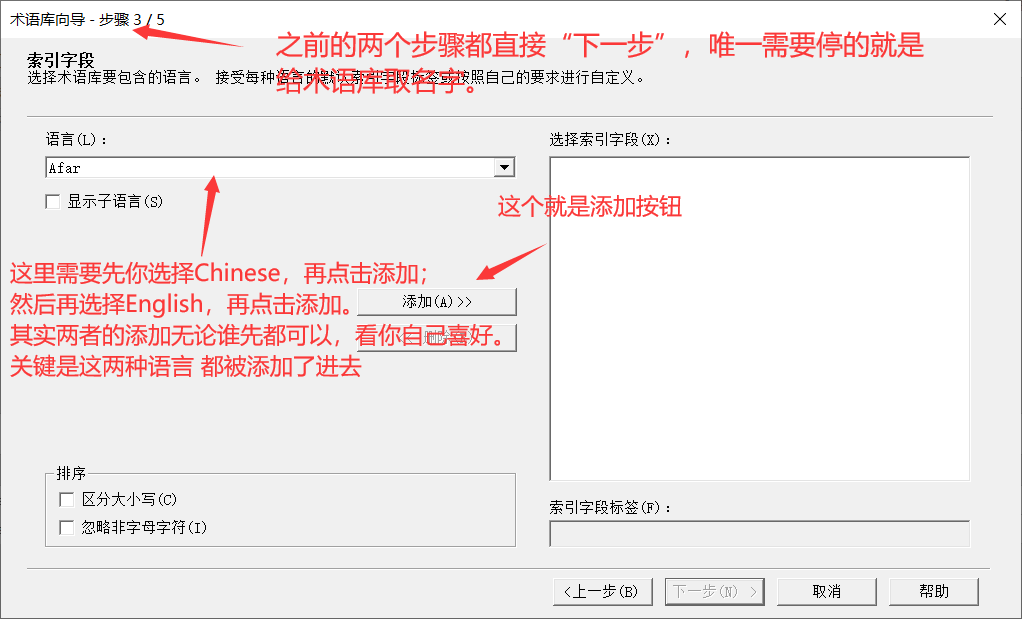 术语库向导 - 步骤 3 / 5
之前的两个步骤都直接“下一步”，唯一需要停的就是
给术语库取名字。
索引字段
选择术语库要包含的语言。 接受每种语言的默认索引字段标签或按照自己的要求进行自定义。
语言(L)：
选择索引字段(X)：
Afar
显示子语言(S)
这个就是添加按钮
这里需要先你选择Chinese，再点击添加；
然后再选择English，再点击添加。
添加(A) >>
其实两者的添加无论谁先都可以，看你自己喜好。
删除
关键是这两种语言 都被添加了进去
排序
区分大小写(C)
忽略非字母字符(I)
索引字段标签(F)：
<上一步(B)
下一步(N) >
取消
帮助